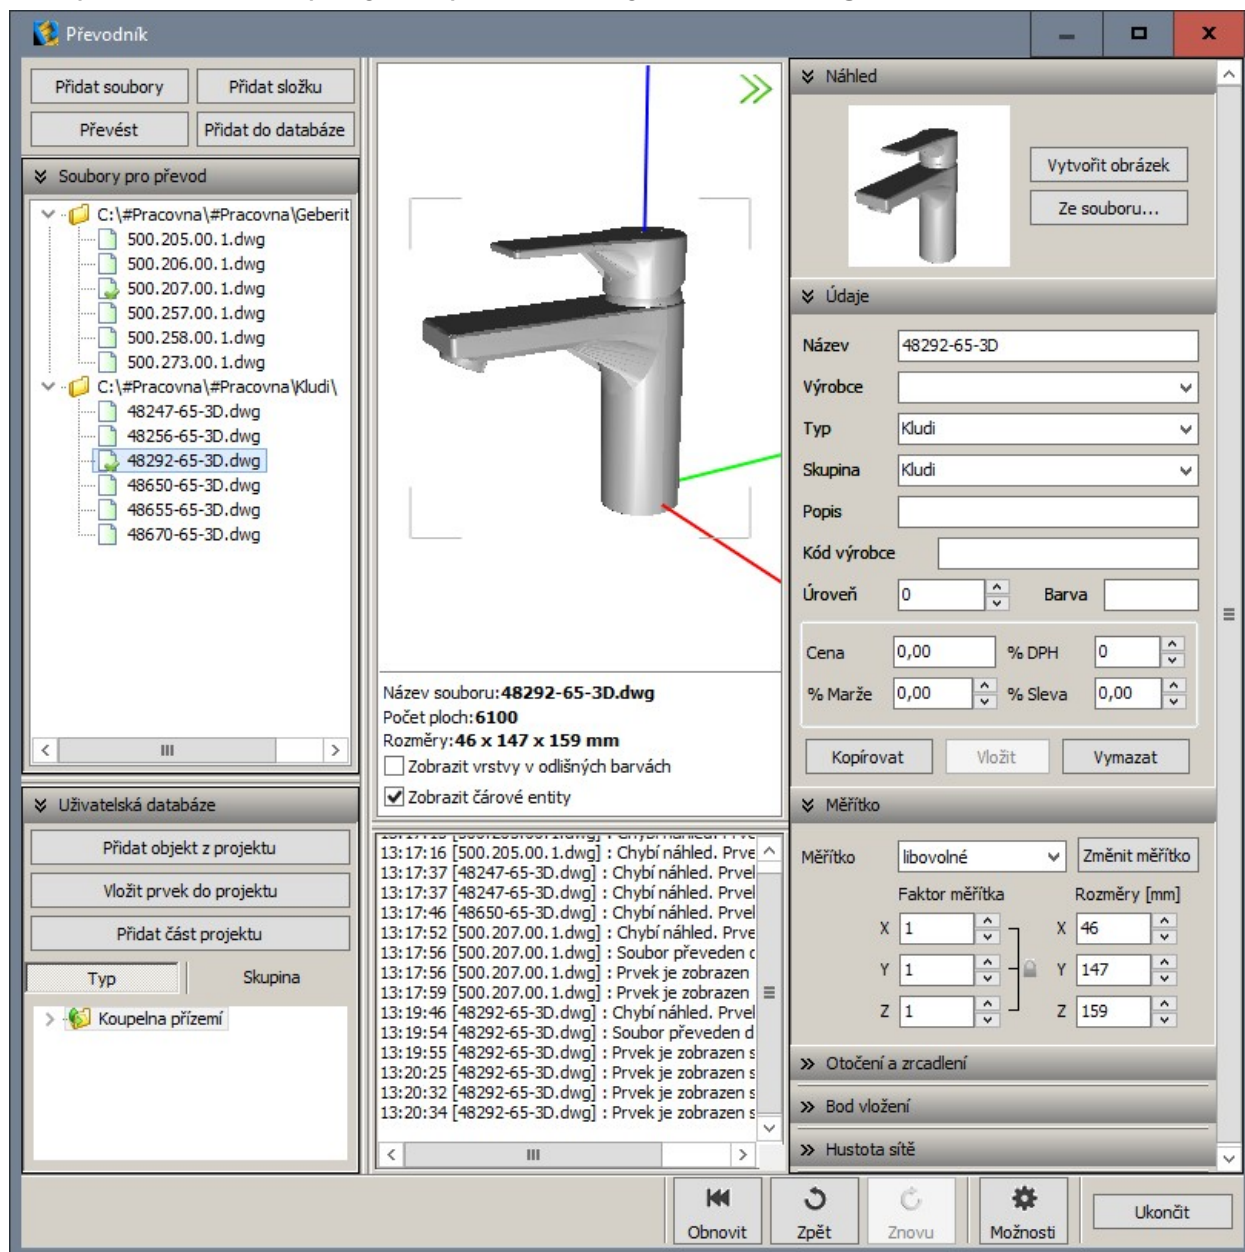 Převodník
Přidat soubory
Přidat složku
Převést
Přidat do databáze
Soubory pro převod
C:\#Pracovna\#Pracovna\Geberit
500.205.00.1.dwg
500.206.00.1.dwg
500.207.00.1.dwg
500.257.00.1.dwg
500.258.00.1.dwg
500.273.00.1.dwg
C:\#Pracovna\#Pracovna\Kludi\
48247-65-3D.dwg
48256-65-3D.dwg
48292-65-3D.dwg
48650-65-3D.dwg
48655-65-3D.dwg
48670-65-3D.dwg
Uživatelská databáze
Přidat objekt z projektu
Vložit prvek do projektu
Přidat část projektu
Typ
Skupina
Koupelna přízemí
Název souboru:48292-65-3D.dwg
Počet ploch:6100
Rozměry:46 x 147 x 159 mm
Zobrazit vrstvy v odlišných barvách
Zobrazit čárové entity
13:17:16 [500.205.00.1.dwg] : Chybí náhled. Prve
13:17:37 [48247-65-3D.dwg] : Chybí náhled. Prvel
13:17:37 [48247-65-3D.dwg] : Chybí náhled. Prvel
13:17:46 [48650-65-3D.dwg] : Chybí náhled. Prvel
13:17:52 [500.207.00.1.dwg] : Chybí náhled. Prve
13:17:56 [500.207.00.1.dwg] : Soubor převeden
13:17:56 [500.207.00.1.dwg] : Prvek je zobrazen
13:17:59 [500.207.00.1.dwg] : Prvek je zobrazen
13:19:46 [48292-65-3D.dwg] : Chybí náhled. Prvel
13:19:54 [48292-65-3D.dwg] : Soubor převeden d
13:19:55 [48292-65-3D.dwg] : Prvek je zobrazen s
13:20:25 [48292-65-3D.dwg] : Prvek je zobrazen s
13:20:32 [48292-65-3D.dwg] : Prvek je zobrazen s
13:20:34 [48292-65-3D.dwg] : Prvek je zobrazen s
Náhled
Vytvořit obrázek
Ze souboru...
Údaje
Název 48292-65-3D
Výrobce
Typ Kludi
Skupina Kludi
Popis
Kód výrobce
Úroveň 0 Barva
Cena 0,00 % DPH 0
% Marže 0,00 % Sleva 0,00
Kopírovat Vložit Vymazat
Měřítko
Měřítko libovolné Změnit měřítko
Faktor měřítka Rozměry [mm]
X 1 X 46
Y 1 Y 147
Z 1 Z 159
Otočení a zrcadlení
Bod vložení
Hustota sítě
Obnovit
Zpět
Znovu
Možnosti
Ukončit